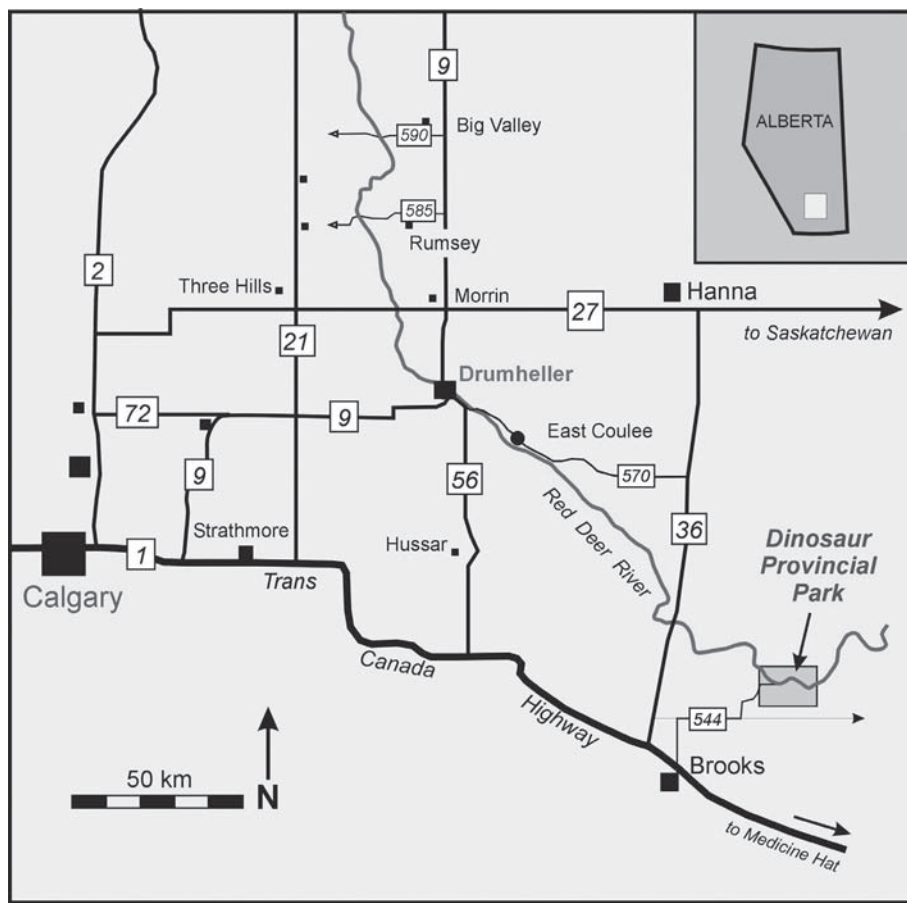 9
590
Big Valley
ALBERTA
585
Rumsey
2
Three Hills
Morrin
Hanna
27
21
to Saskatchewan
Drumheller
72
9
East Coulee
9
56
570
Red Deer River
36
Strathmore
Hussar
1
Trans
Dinosaur
Provincial
Park
Calgary
Canada
Highway
544
50 km
N
Brooks
to Medicine Hat